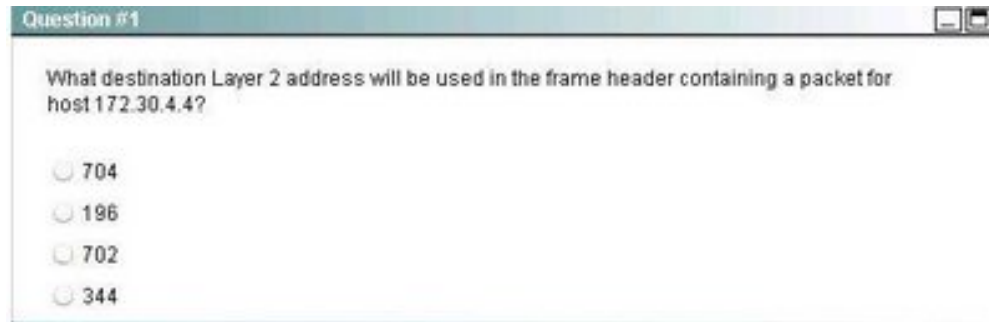 Question #1
What destination Layer 2 address will be used in the frame header containing a packet for
host 172.30.4.4?
704
196
702
344